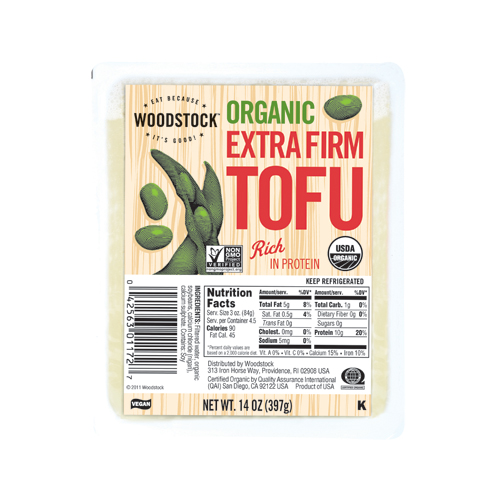 EAT BECAUSE
WOODSTOCK™
IT'S GOOD!
ORGANIC
EXTRA FIRM
TOFU
Rich
IN PROTEIN
NON
GMO
Project
VERIFIED
nongmoproject.org
USDA
ORGANIC
KEEP REFRIGERATED
0 42563 01172 7
© 2011 Woodstock
INGREDIENTS: Filtered water, organic
soybeans, calcium chloride (nigari),
calcium sulphate. Contains Soy
Nutrition
Facts
Serv. Size 3 oz. (84g)
Serv. per Container 4.5
Calories 90
Fat Cal. 45
*Percent daily values are
based on a 2,000 calorie diet.
Amount/serv. %DV*
Total Fat 5g 8%
Sat. Fat 0.5g 4%
Trans Fat 0g
Cholest. 0mg 0%
Sodium 5mg 0%
Amount/serv. %DV*
Total Carb. 1g 0%
Dietary Fiber 0g 0%
Sugars 0g
Protein 10g 20%
Vit. A 0% • Vit. C 0% • Calcium 15% • Iron 10%
Distributed by Woodstock
313 Iron Horse Way, Providence, RI 02908 USA
Certified Organic by Quality Assurance International
(QAI) San Diego, CA 92122 USA Product of USA
VEGAN
NET WT. 14 OZ (397g)
K